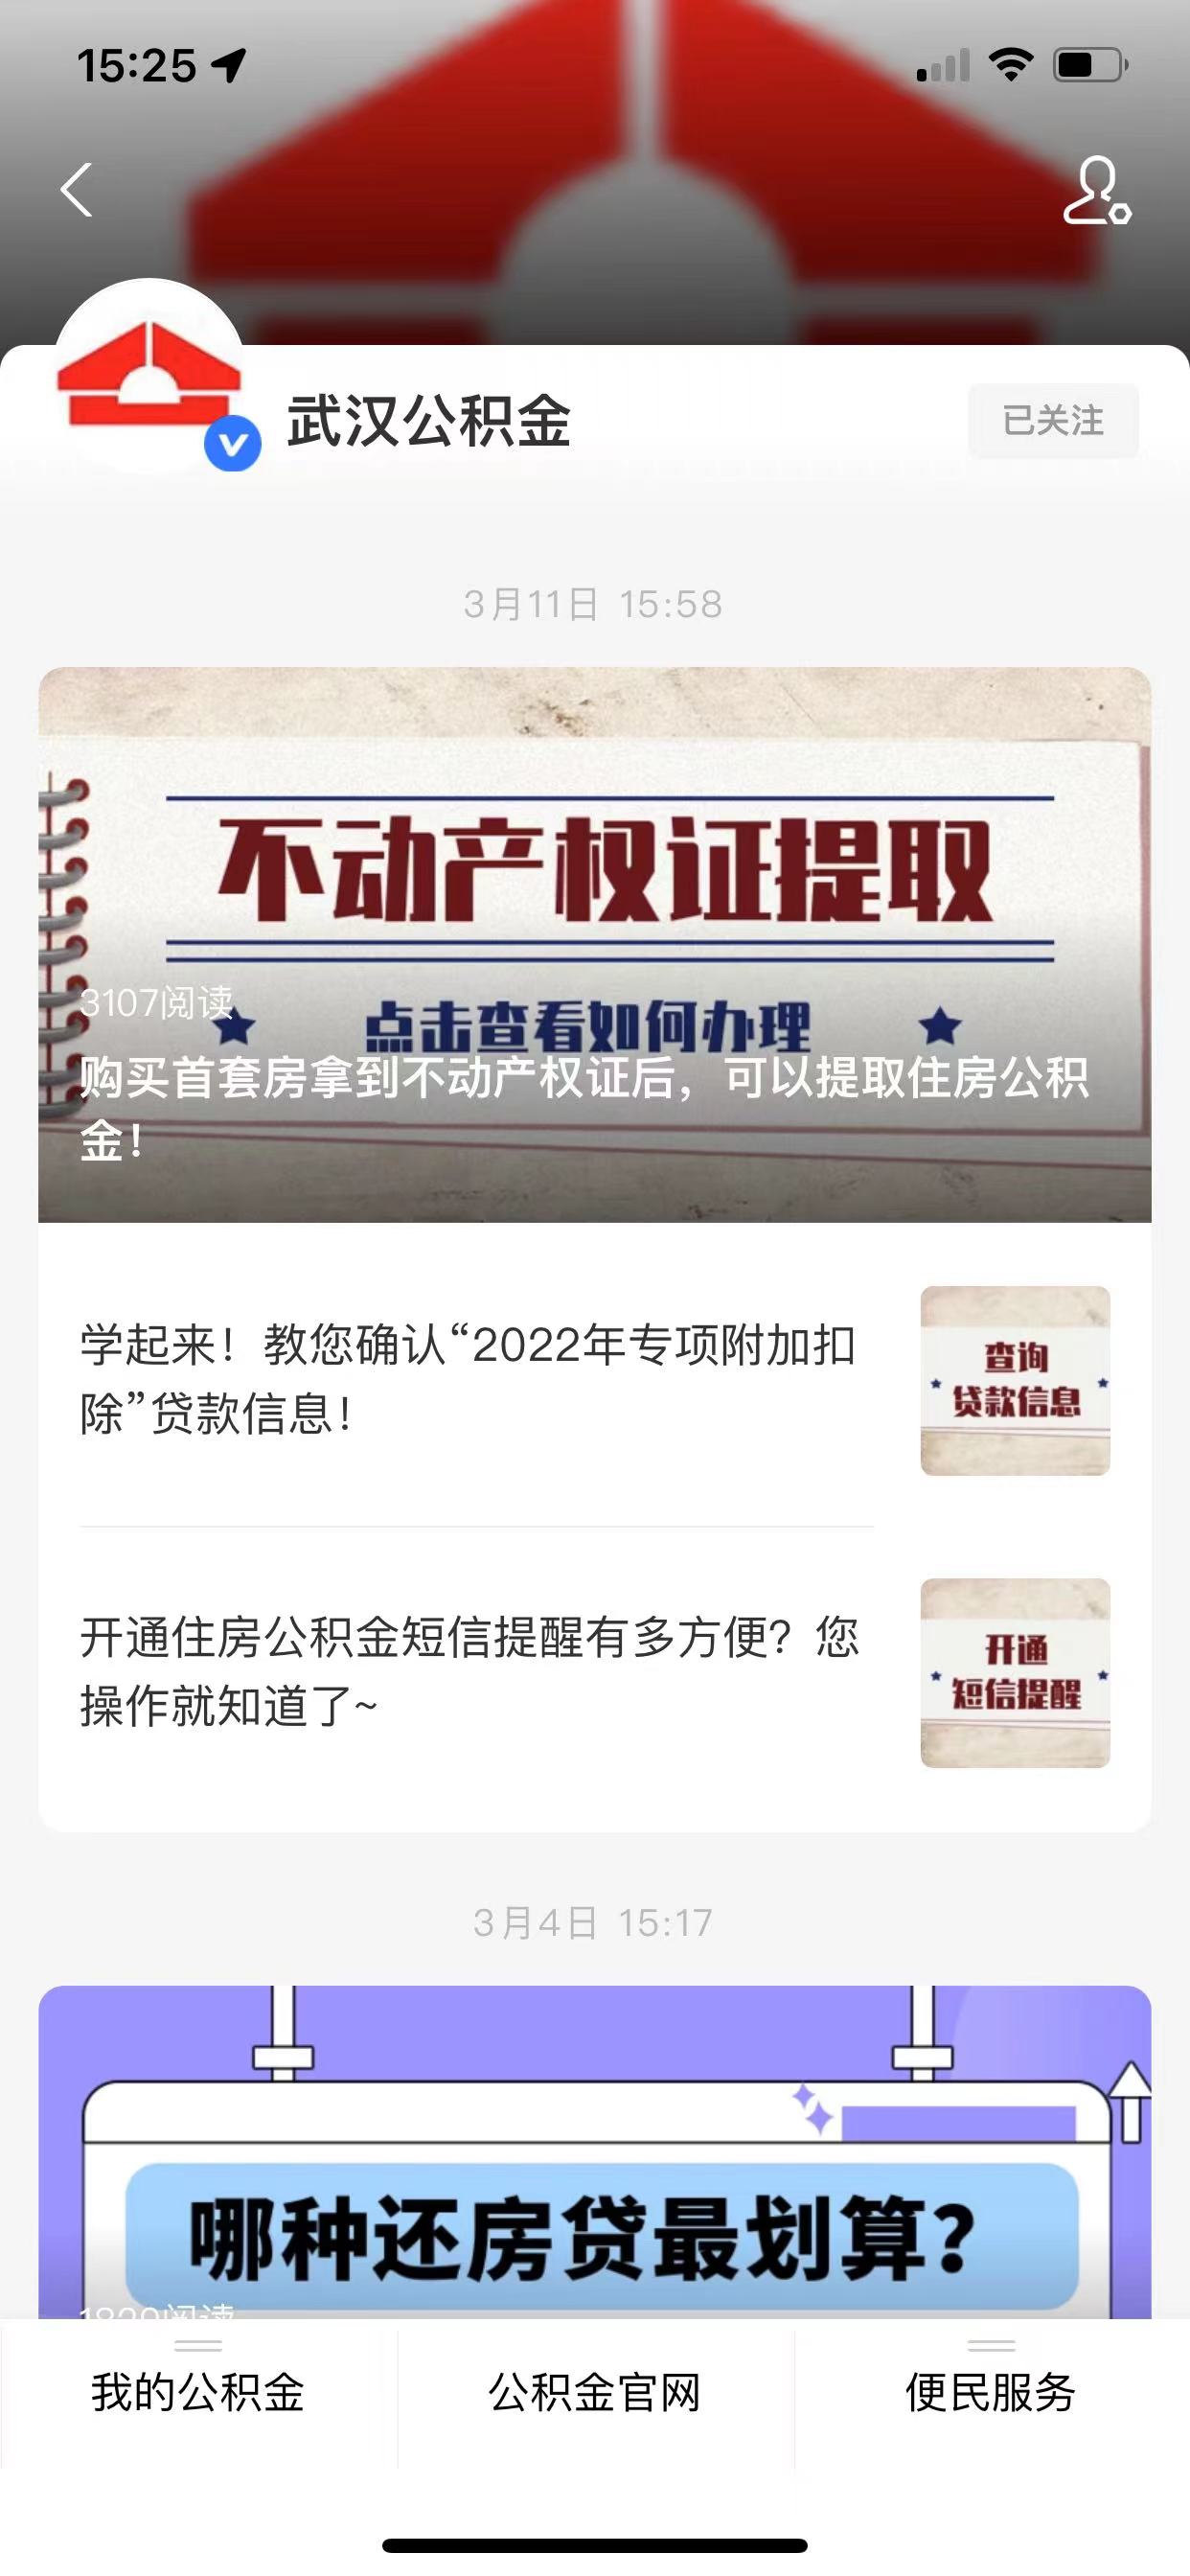 15:25
武汉公积金
已关注
3月11日 15:58
不动产权证提取
点击查看如何办理
3107阅读
购买首套房拿到不动产权证后，可以提取住房公积
金！
学起来！教您确认“2022年专项附加扣
除”贷款信息！
查询
贷款信息
开通住房公积金短信提醒有多方便？您
操作就知道了~
开通
短信提醒
3月4日 15:17
哪种还房贷最划算？
我的公积金
公积金官网
便民服务